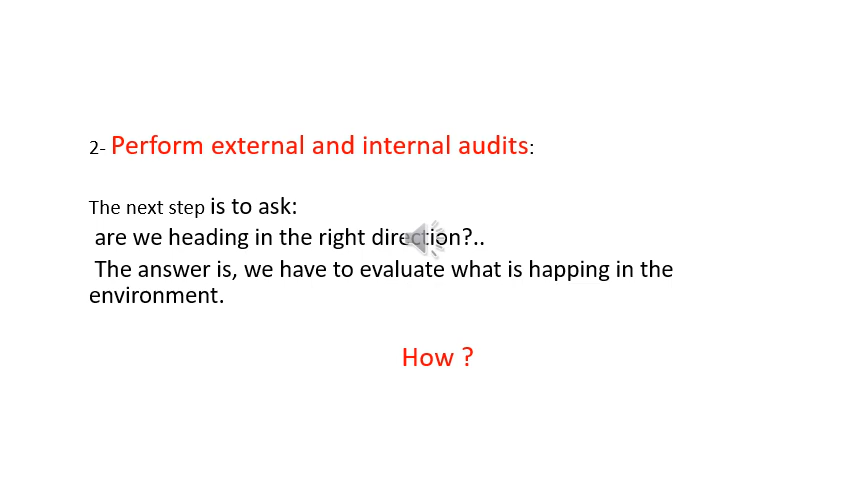 2- Perform external and internal audits:
The next step is to ask:
are we heading in the right direction?..
The answer is, we have to evaluate what is happing in the
environment.
How ?